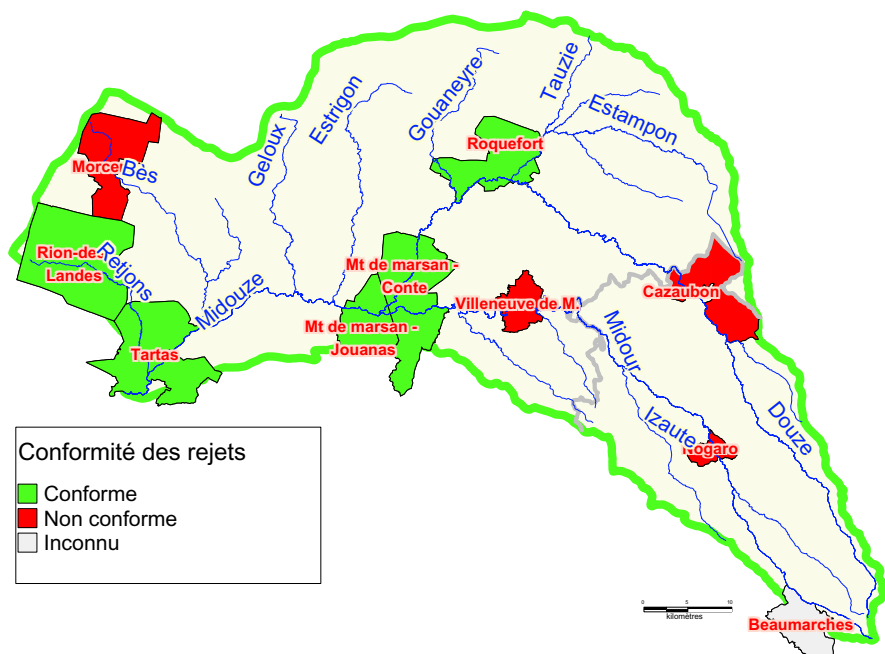 Tauzie
Gouaneyre
Estrigon
Estampon
Geloux
Roquefort
Bès
Rion-des
Landes
Retjons
Mt de marsan -
Conte
Cazaubon
Midouze
Villeneuve de M.
Mt de marsan -
Jouanas
Tartas
Midour
Izaute
Douze
Nogaro
Conformité des rejets
Conforme
Non conforme
Inconnu
0 5 10
kilomètres
Beaumarches